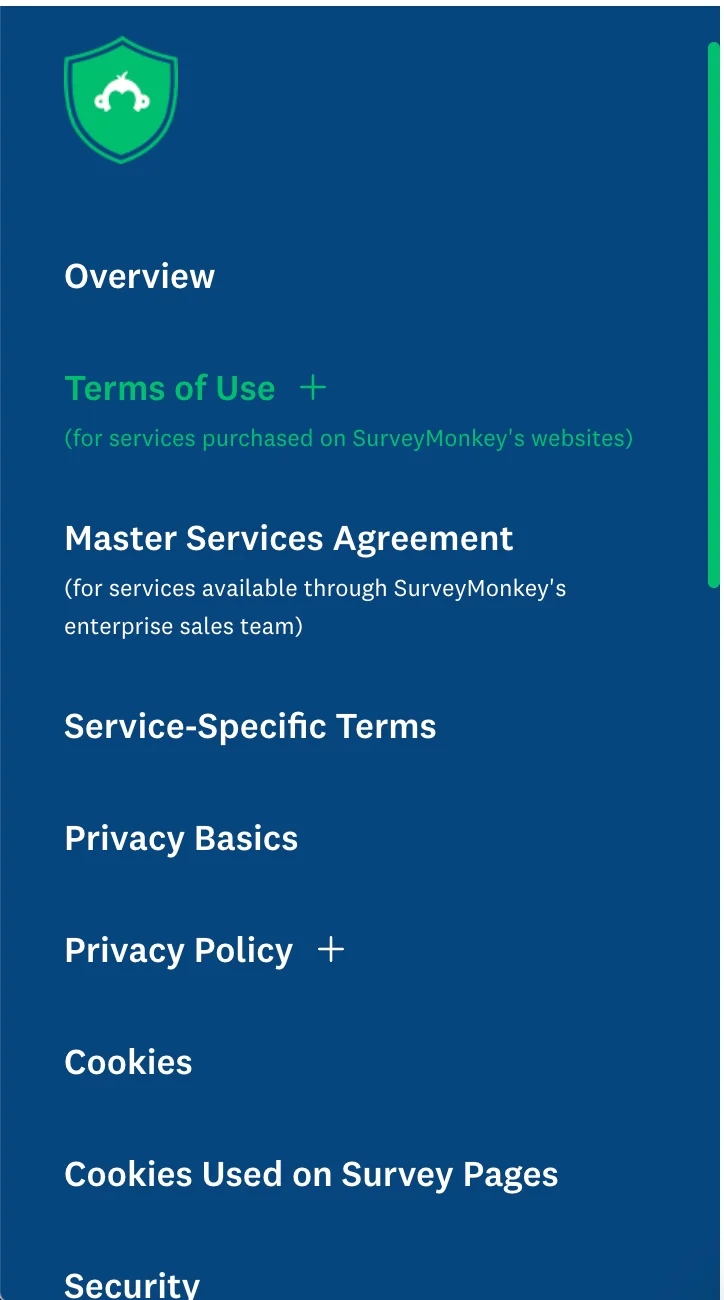 Overview
Terms of Use +
(for services purchased on SurveyMonkey's websites)
Master Services Agreement
(for services available through SurveyMonkey's
enterprise sales team)
Service-Specific Terms
Privacy Basics
Privacy Policy +
Cookies
Cookies Used on Survey Pages
Security